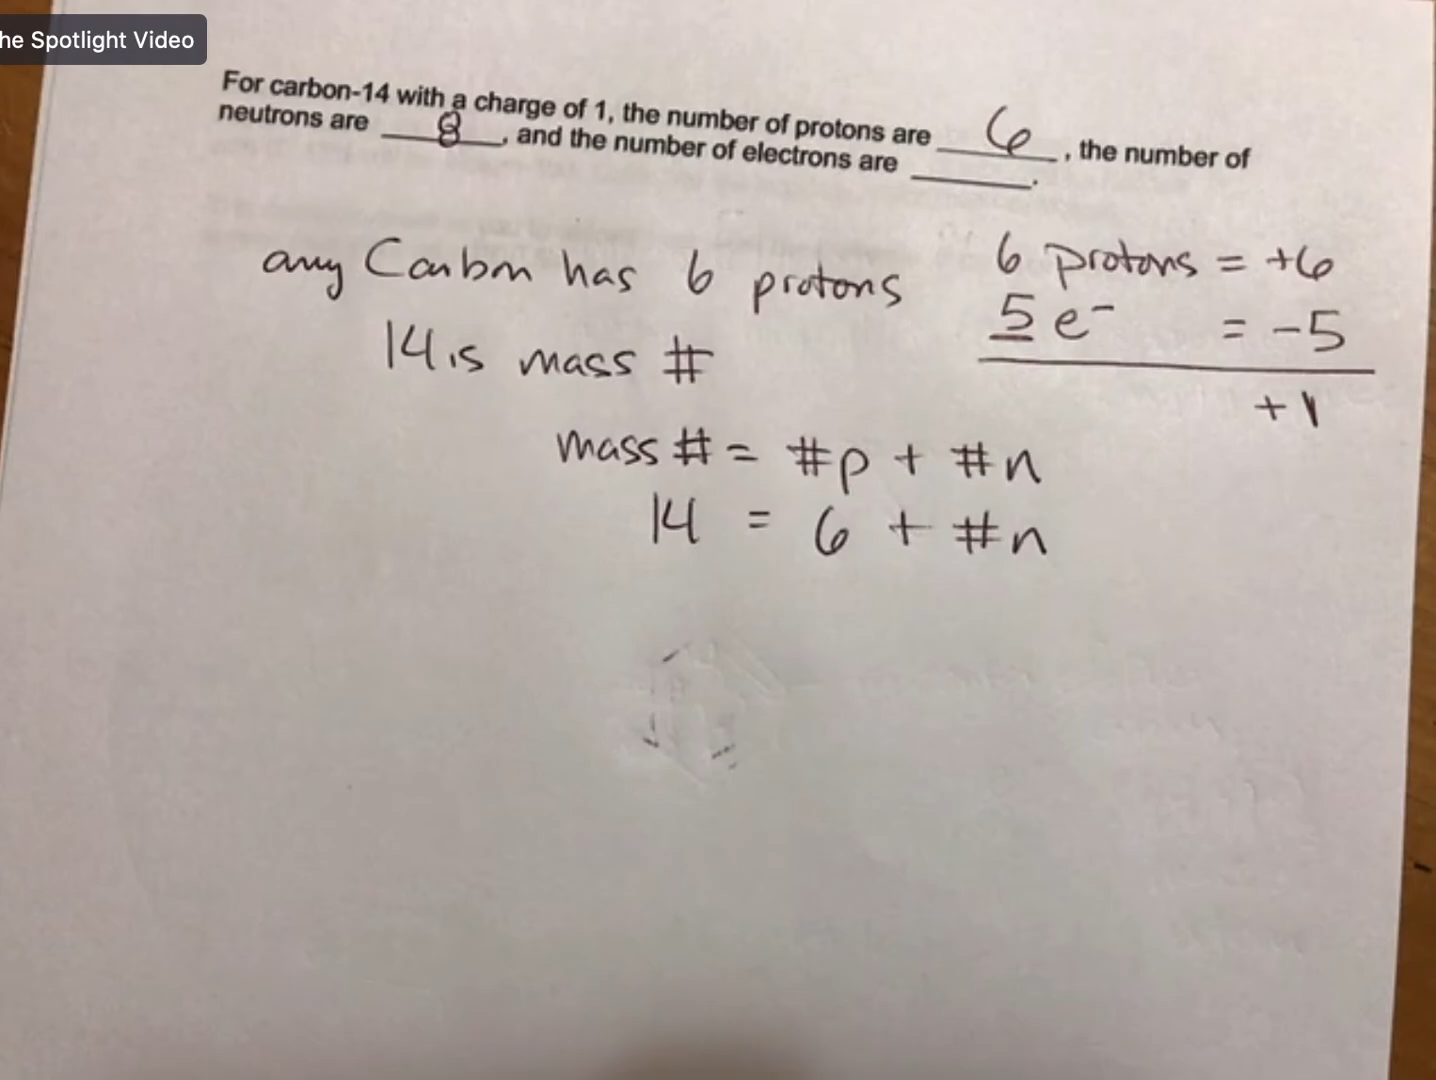 he Spotlight Video
For carbon-14 with a charge of 1, the number of protons are 6, the number of
neutrons are 8, and the number of electrons are ______.
any Carbon has 6 protons
14 is mass #
mass # = #p + #n
14 = 6 + #n
6 protons = +6
5 e- = -5
+1